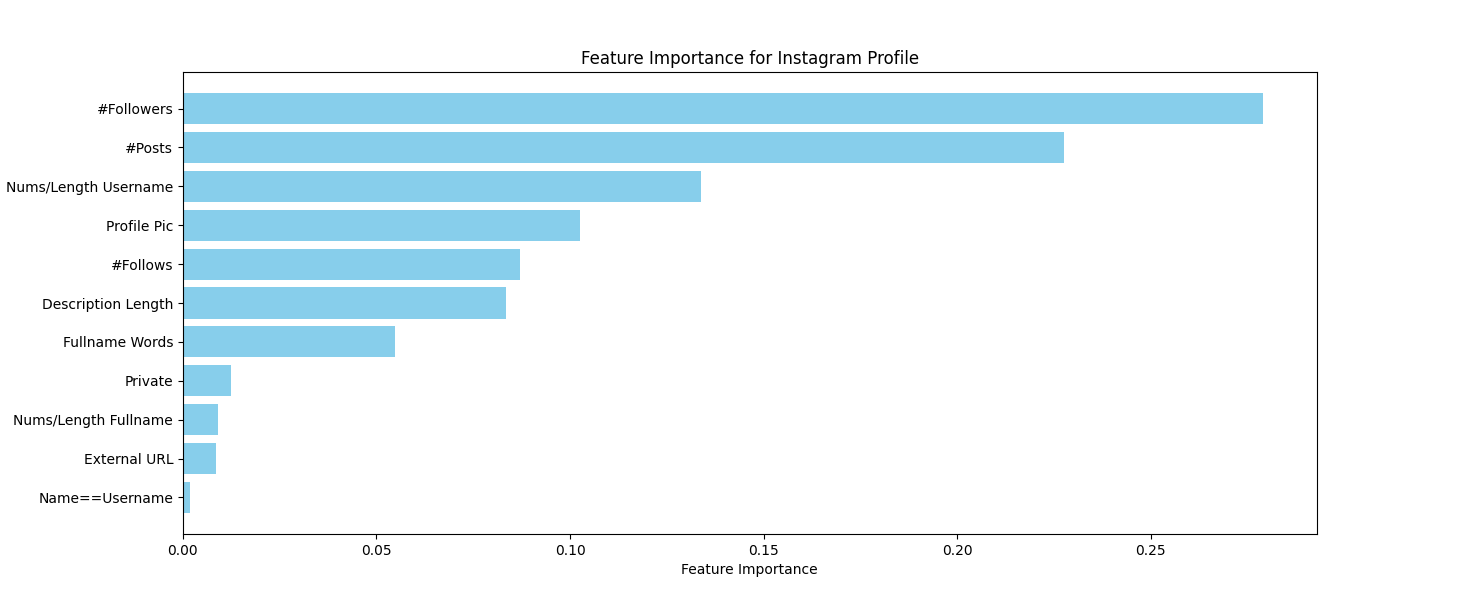 Feature Importance for Instagram Profile
#Followers
#Posts
Nums/Length Username
Profile Pic
#Follows
Description Length
Fullname Words
Private
Nums/Length Fullname
External URL
Name==Username
0.00 0.05 0.10 0.15 0.20 0.25
Feature Importance